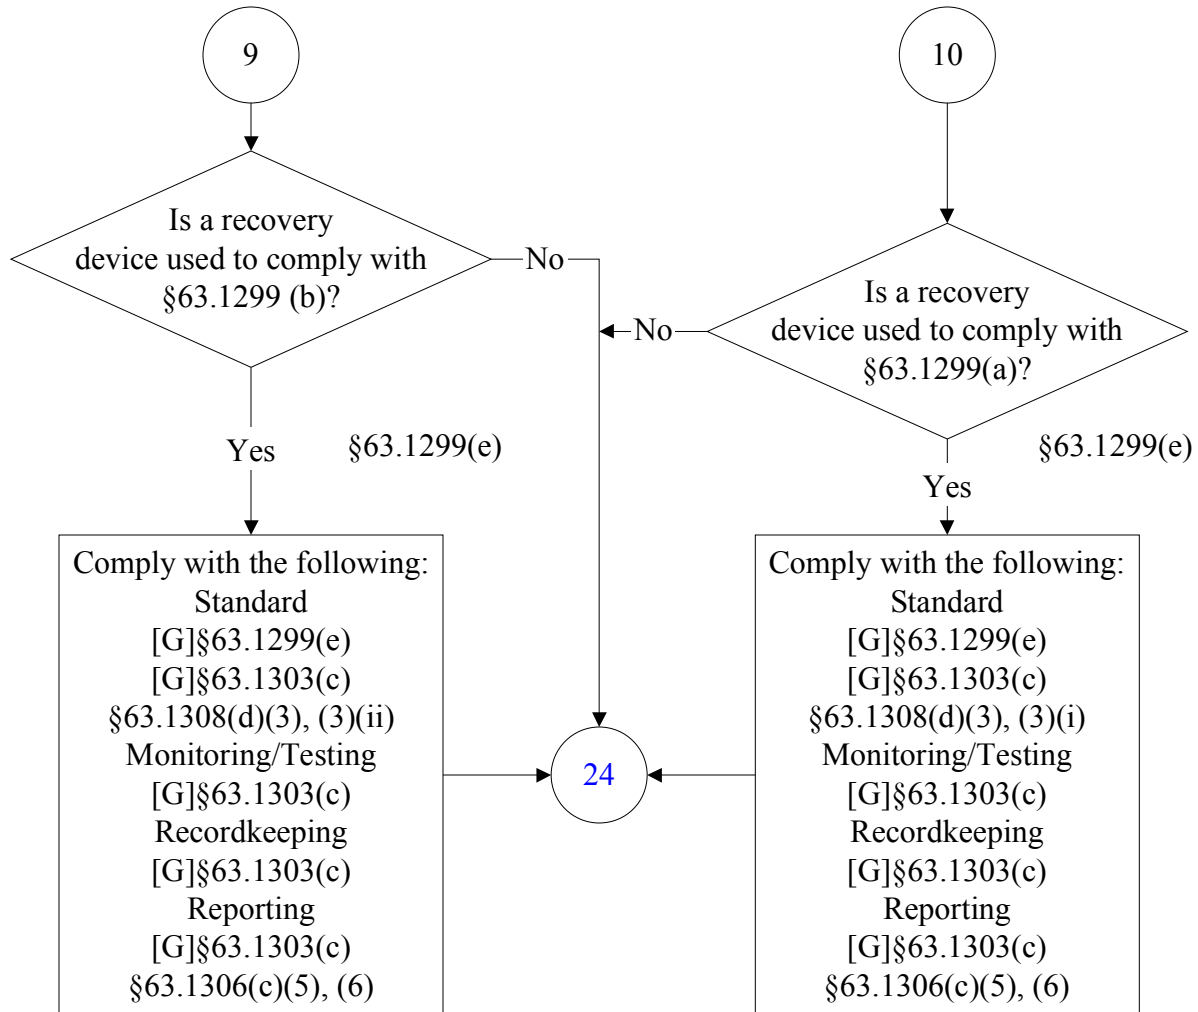 9
Is a recovery
device used to comply with
§63.1299 (b)?
No
Yes
§63.1299(e)
Comply with the following:
Standard
[G]§63.1299(e)
[G]§63.1303(c)
§63.1308(d)(3), (3)(ii)
Monitoring/Testing
[G]§63.1303(c)
Recordkeeping
[G]§63.1303(c)
Reporting
[G]§63.1303(c)
§63.1306(c)(5), (6)
10
Is a recovery
device used to comply with
§63.1299(a)?
No
§63.1299(e)
Yes
Comply with the following:
Standard
[G]§63.1299(e)
[G]§63.1303(c)
§63.1308(d)(3), (3)(i)
Monitoring/Testing
[G]§63.1303(c)
Recordkeeping
[G]§63.1303(c)
Reporting
[G]§63.1303(c)
§63.1306(c)(5), (6)
24